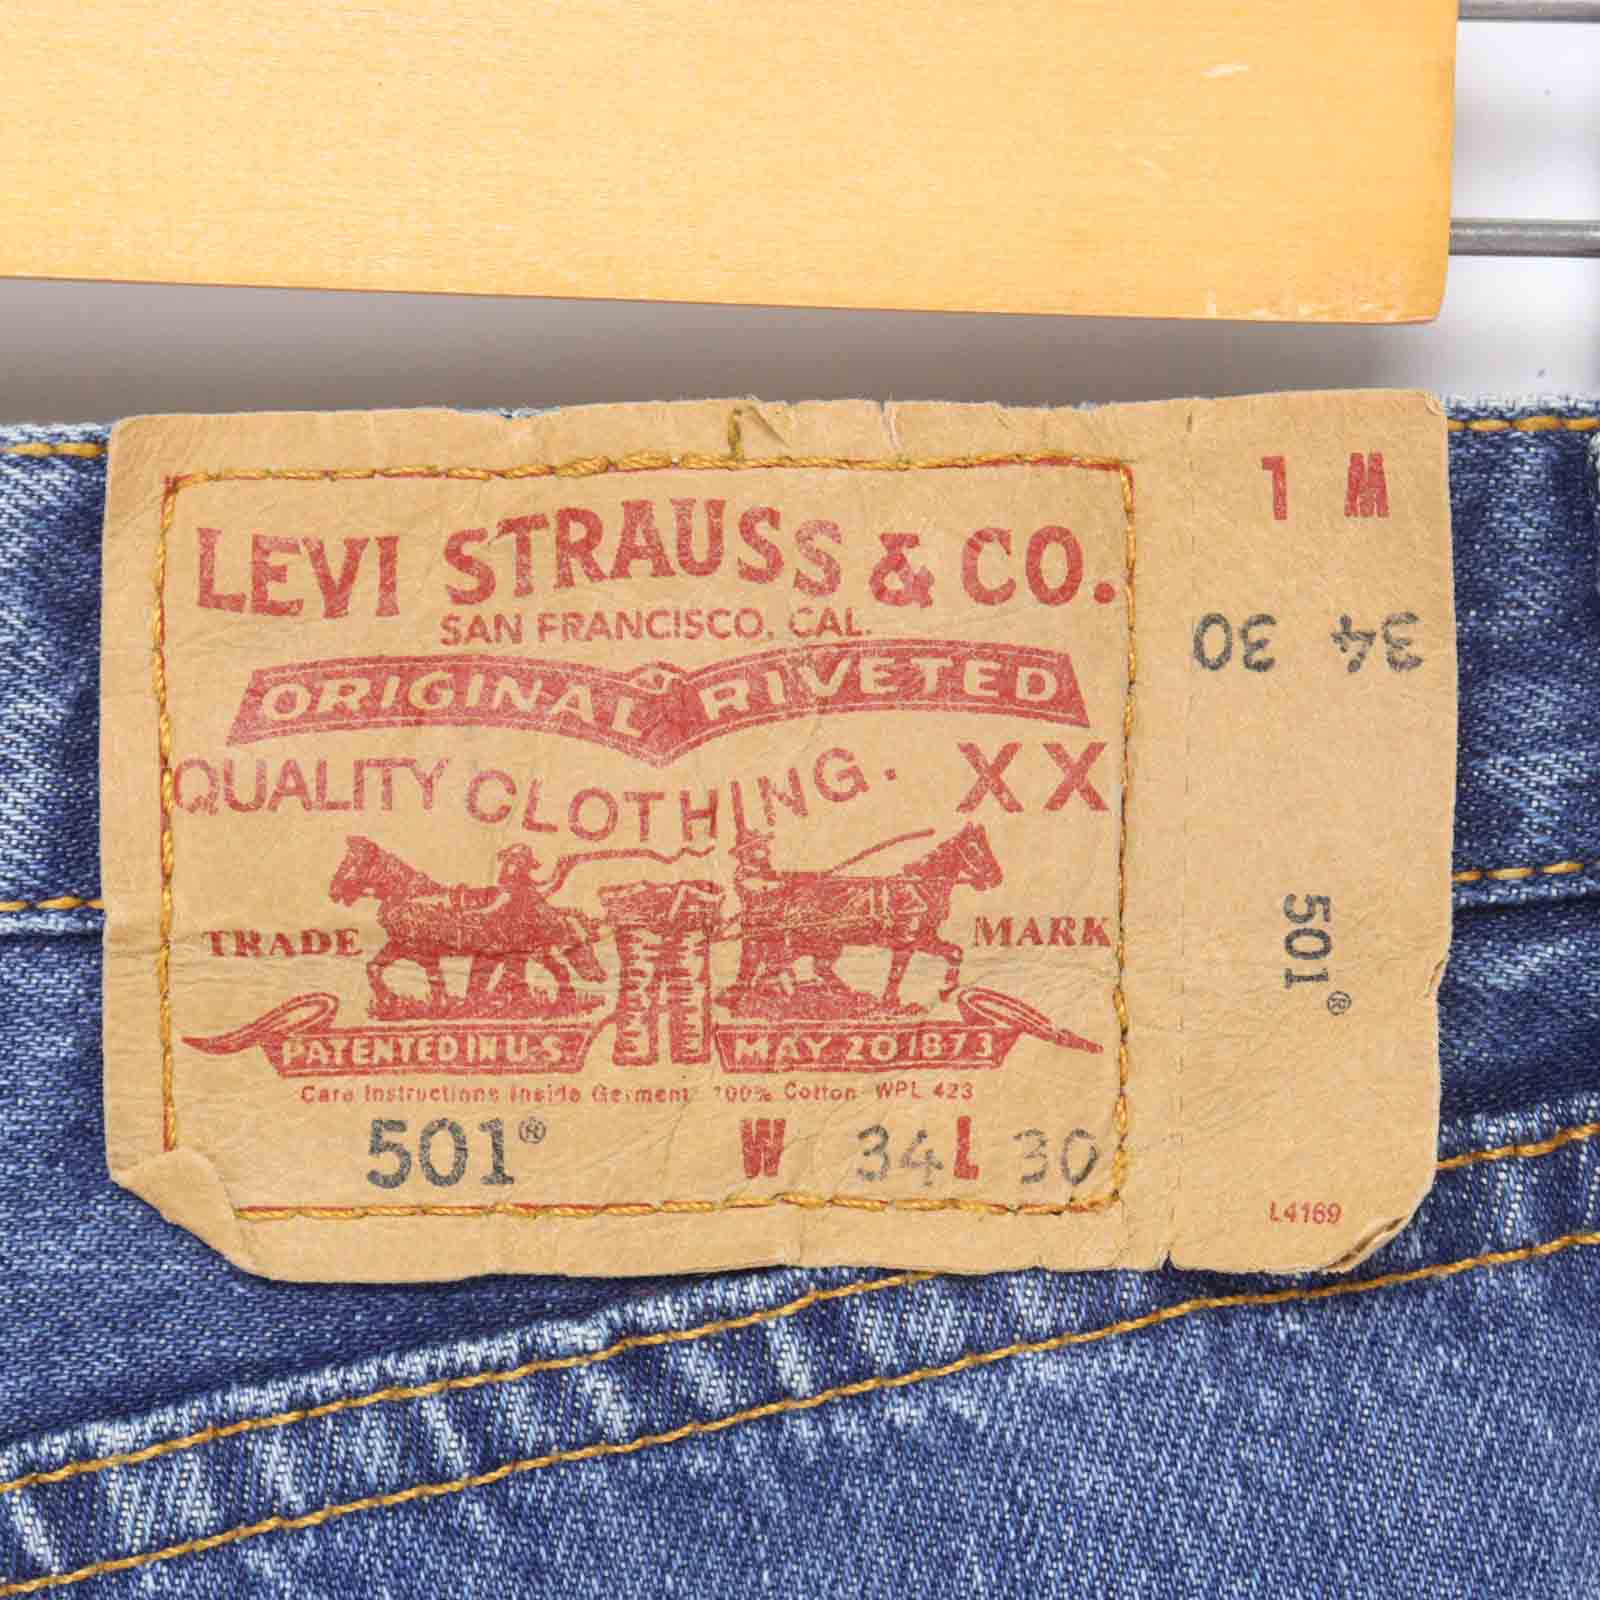 LEVI STRAUSS & CO.
SAN FRANCISCO, CAL.
ORIGINAL RIVETED
QUALITY CLOTHING. XX
TRADE MARK
PATENTED IN U.S. MAY 20 1873
Care Instructions Inside Garment 100% Cotton WPL 423
501® W 34 L 30
W L
34 30
501®
L4169